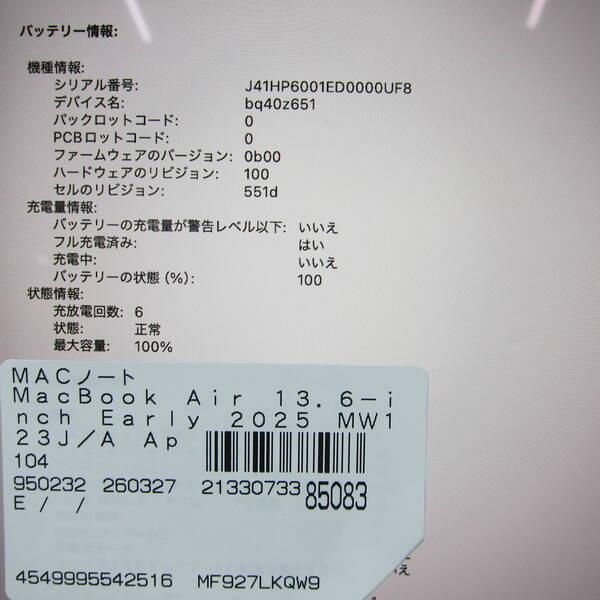 バッテリー情報:
機種情報:
シリアル番号: J41HP6001ED0000UF8
デバイス名: bq40z651
パックロットコード: 0
PCBロットコード: 0
ファームウェアのバージョン: 0b00
ハードウェアのリビジョン: 100
セルのリビジョン: 551d
充電量情報:
バッテリーの充電量が警告レベル以下: いいえ
フル充電済み: はい
充電中: いいえ
バッテリーの状態 (%): 100
状態情報:
充放電回数: 6
状態: 正常
最大容量: 100%
MACノート
MacBook Air 13.6-i
nch Early 2025 MW1
23J/A Ap
104
950232 260327 21330733 85083
E / /
4549995542516 MF927LKQW9